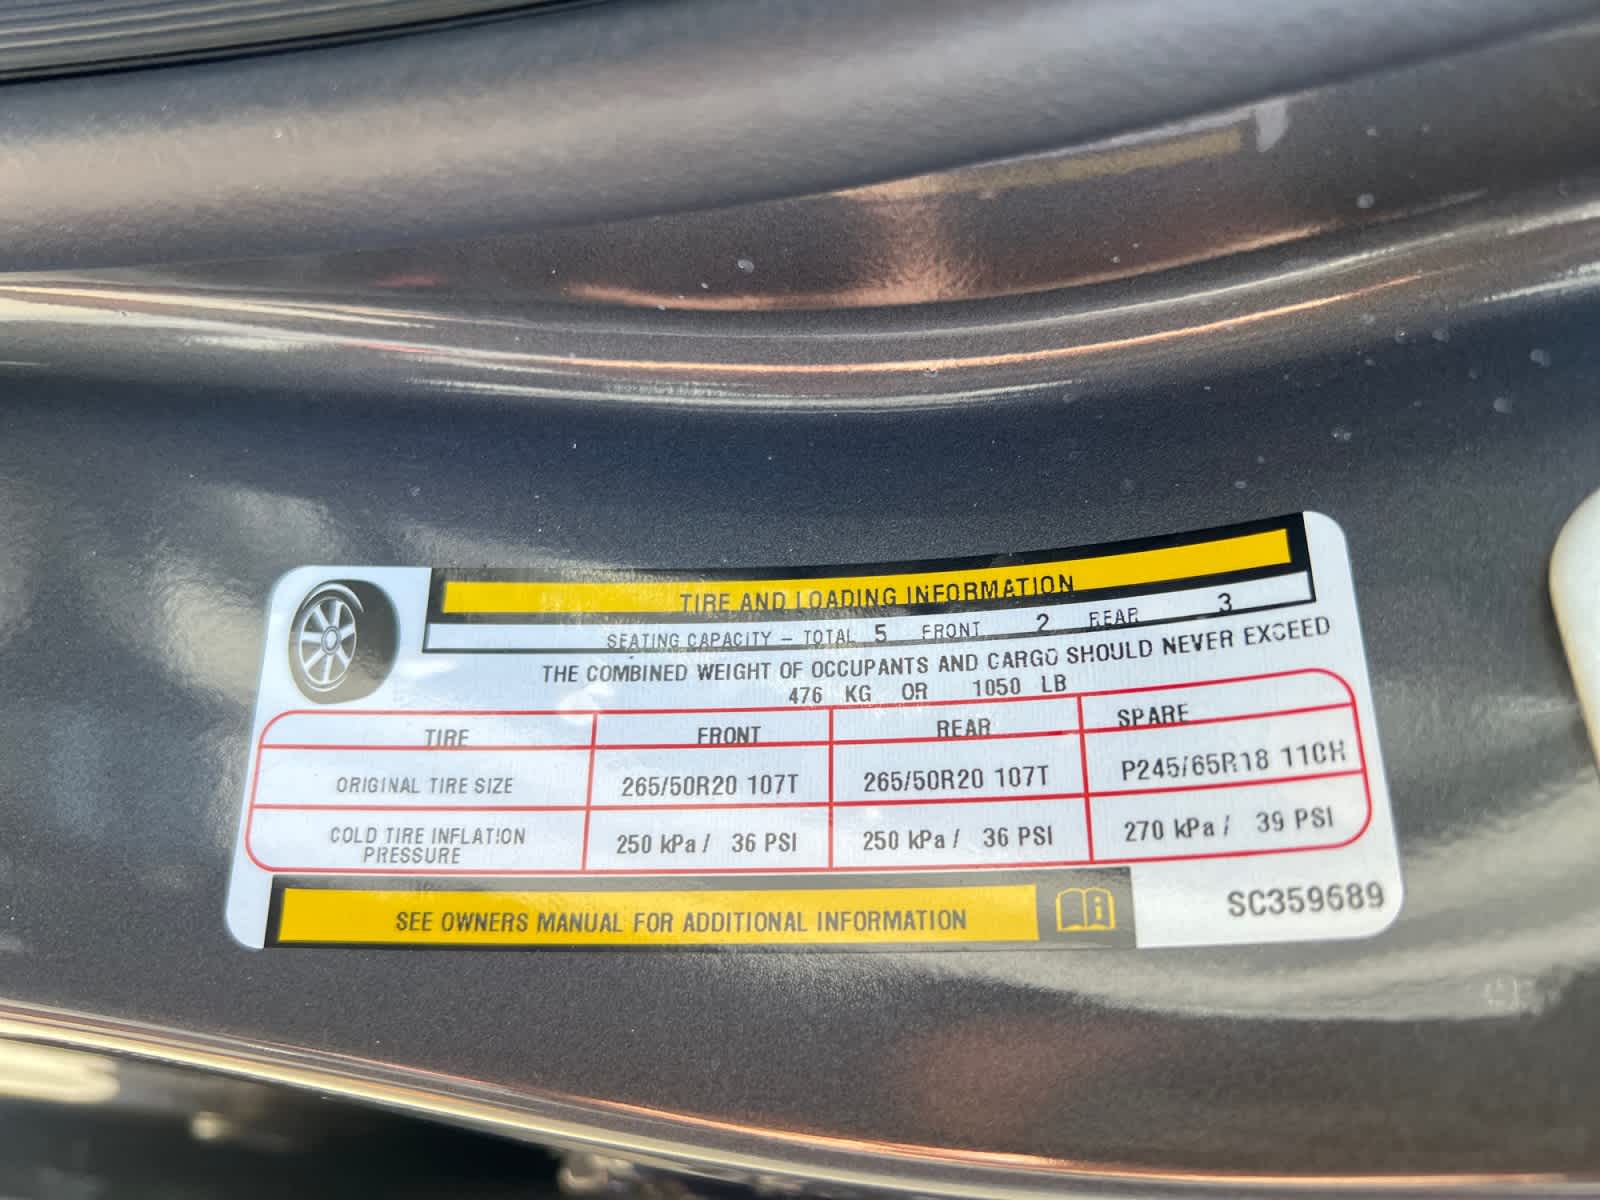 TIRE AND LOADING INFORMATION
SEATING CAPACITY – TOTAL 5 FRONT 2 REAR 3
THE COMBINED WEIGHT OF OCCUPANTS AND CARGO SHOULD NEVER EXCEED
476 KG OR 1050 LB
TIRE FRONT REAR SPARE
ORIGINAL TIRE SIZE 265/50R20 107T 265/50R20 107T P245/65R18 110H
COLD TIRE INFLATION
PRESSURE 250 kPa / 36 PSI 250 kPa / 36 PSI 270 kPa / 39 PSI
SEE OWNERS MANUAL FOR ADDITIONAL INFORMATION
SC359689